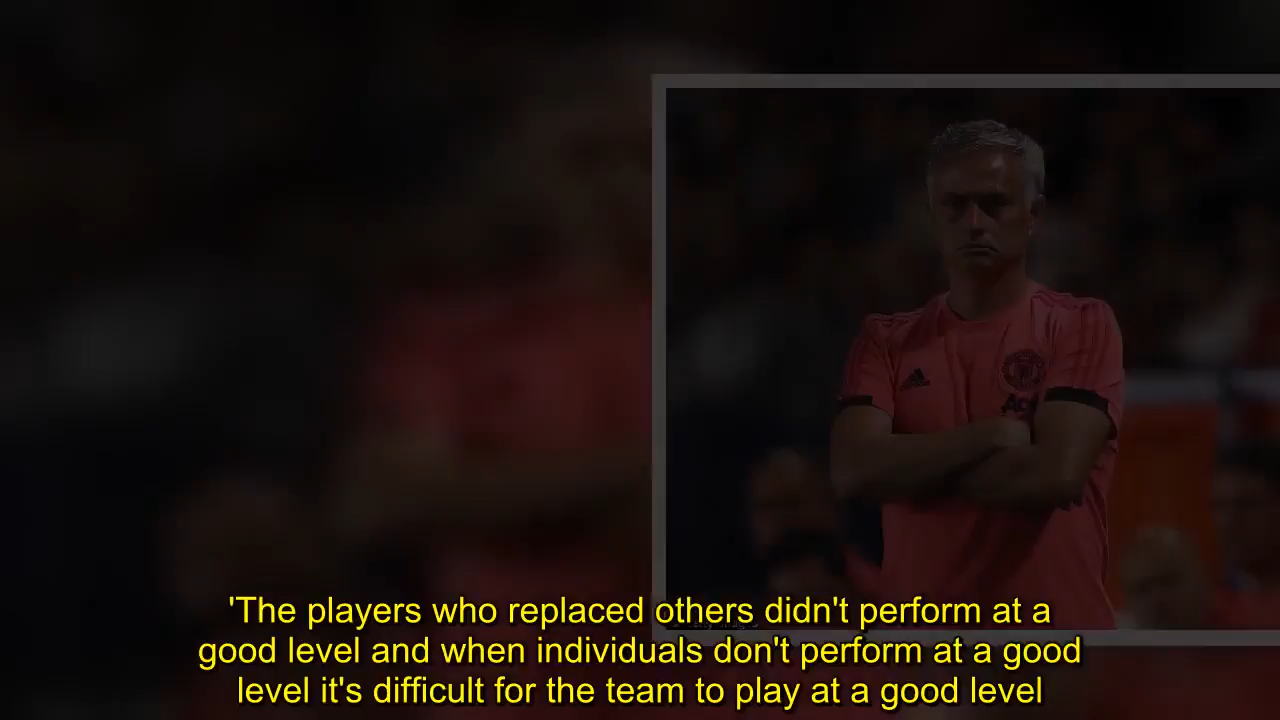 'The players who replaced others didn't perform at a
good level and when individuals don't perform at a good
level it's difficult for the team to play at a good level